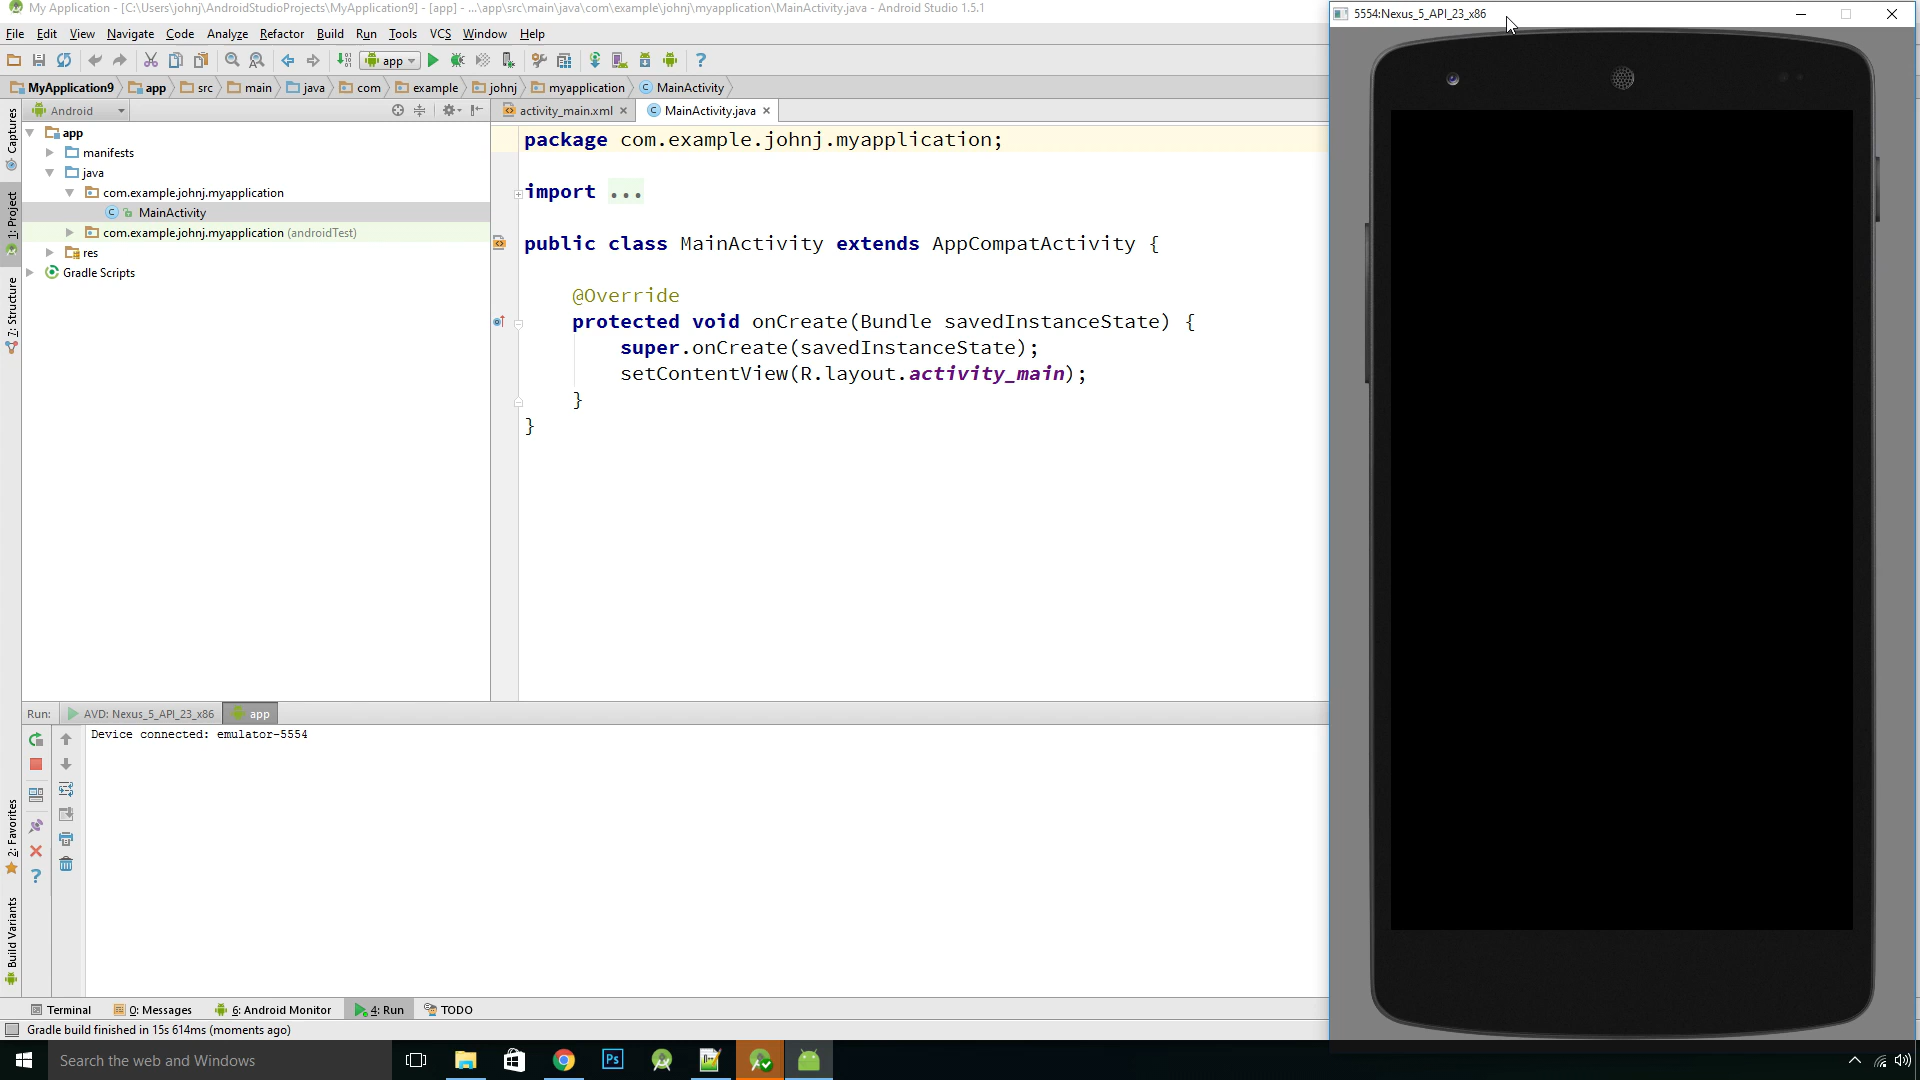 My Application - [C:\Users\johnj\AndroidStudioProjects\MyApplication9] - [app] - ...\app\src\main\java\com\example\johnj\myapplication\MainActivity.java - Android Studio 1.5.1
File Edit View Navigate Code Analyze Refactor Build Run Tools VCS Window Help
app
MyApplication9 app src main java com example johnj myapplication MainActivity
Android
activity_main.xml MainActivity.java
app
manifests
java
com.example.johnj.myapplication
MainActivity
com.example.johnj.myapplication (androidTest)
res
Gradle Scripts
Captures
1: Project
7: Structure
2: Favorites
Build Variants
package com.example.johnj.myapplication;
import ...
public class MainActivity extends AppCompatActivity {
@Override
protected void onCreate(Bundle savedInstanceState) {
super.onCreate(savedInstanceState);
setContentView(R.layout.activity_main);
}
}
Run: AVD: Nexus_5_API_23_x86 app
Device connected: emulator-5554
Terminal 0: Messages 6: Android Monitor 4: Run TODO
Gradle build finished in 15s 614ms (moments ago)
5554:Nexus_5_API_23_x86
Search the web and Windows
Ps